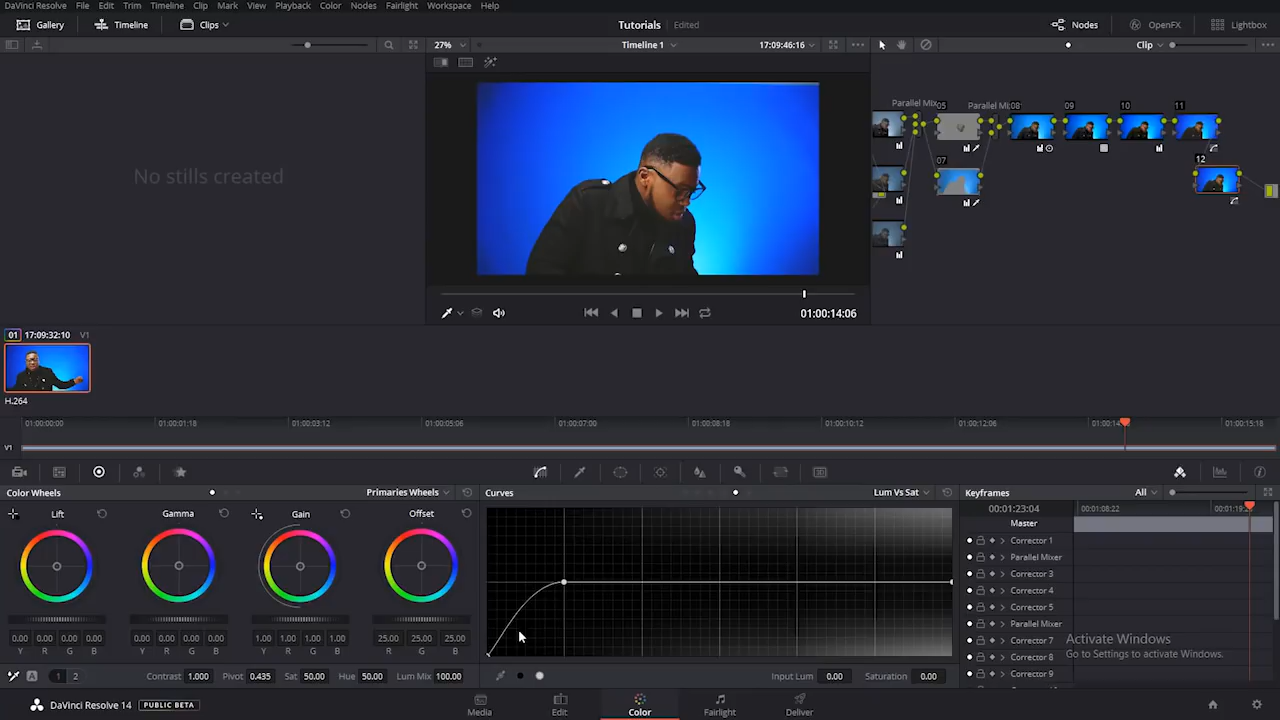 DaVinci Resolve File Edit Trim Timeline Clip Mark View Playback Color Nodes Fairlight Workspace Help
Gallery Timeline Clips Tutorials Edited Nodes OpenFX Lightbox
27% Timeline 1 17:09:46:16 Clip
No stills created
Parallel Mix 05 Parallel Mi 08 09 10 11
07 12
01:00:14:06
01 17:09:32:10 V1
H.264
01:00:00:00 01:00:01:18 01:00:03:12 01:00:05:06 01:00:07:00 01:00:08:18 01:00:10:12 01:00:12:06 01:00:14 01:00:15:18
V1
Color Wheels Primaries Wheels Curves Lum Vs Sat Keyframes All
Lift Gamma Gain Offset
00:01:23:04 00:01:08:22 00:01:19
Master
Corrector 1
Parallel Mixer
Corrector 3
Corrector 4
Corrector 5
Parallel Mixer
Corrector 7
Corrector 8
Corrector 9
0.00 0.00 0.00 0.00 0.00 0.00 0.00 0.00 1.00 1.00 1.00 1.00 25.00 25.00 25.00
Y R G B Y R G B Y R G B R G B
Activate Windows
Go to Settings to activate Windows.
A 1 2 Contrast 1.000 Pivot 0.435 Sat 50.00 Hue 50.00 Lum Mix 100.00 Input Lum 0.00 Saturation 0.00
DaVinci Resolve 14 PUBLIC BETA Media Edit Color Fairlight Deliver